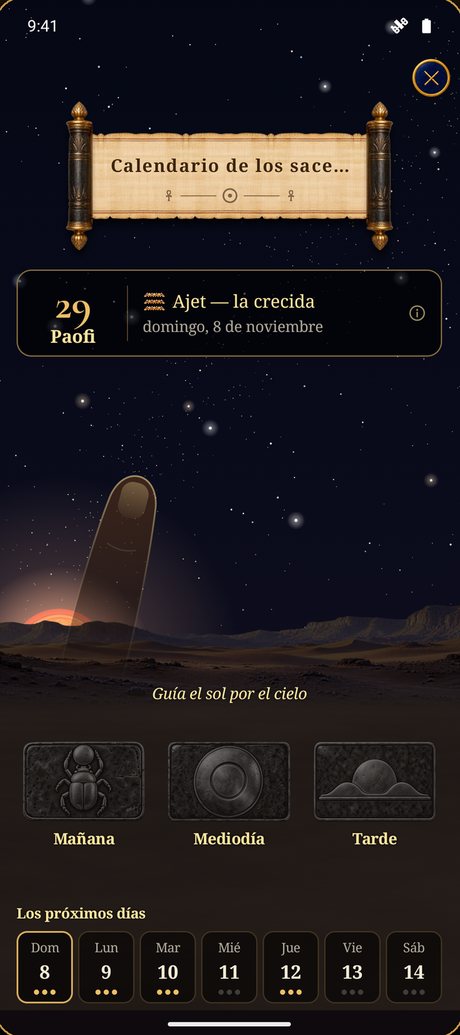 9:41
Calendario de los sace...
29
Paofi
Ajet — la crecida
domingo, 8 de noviembre
Guía el sol por el cielo
Mañana
Mediodía
Tarde
Los próximos días
Dom
8
Lun
9
Mar
10
Mié
11
Jue
12
Vie
13
Sáb
14